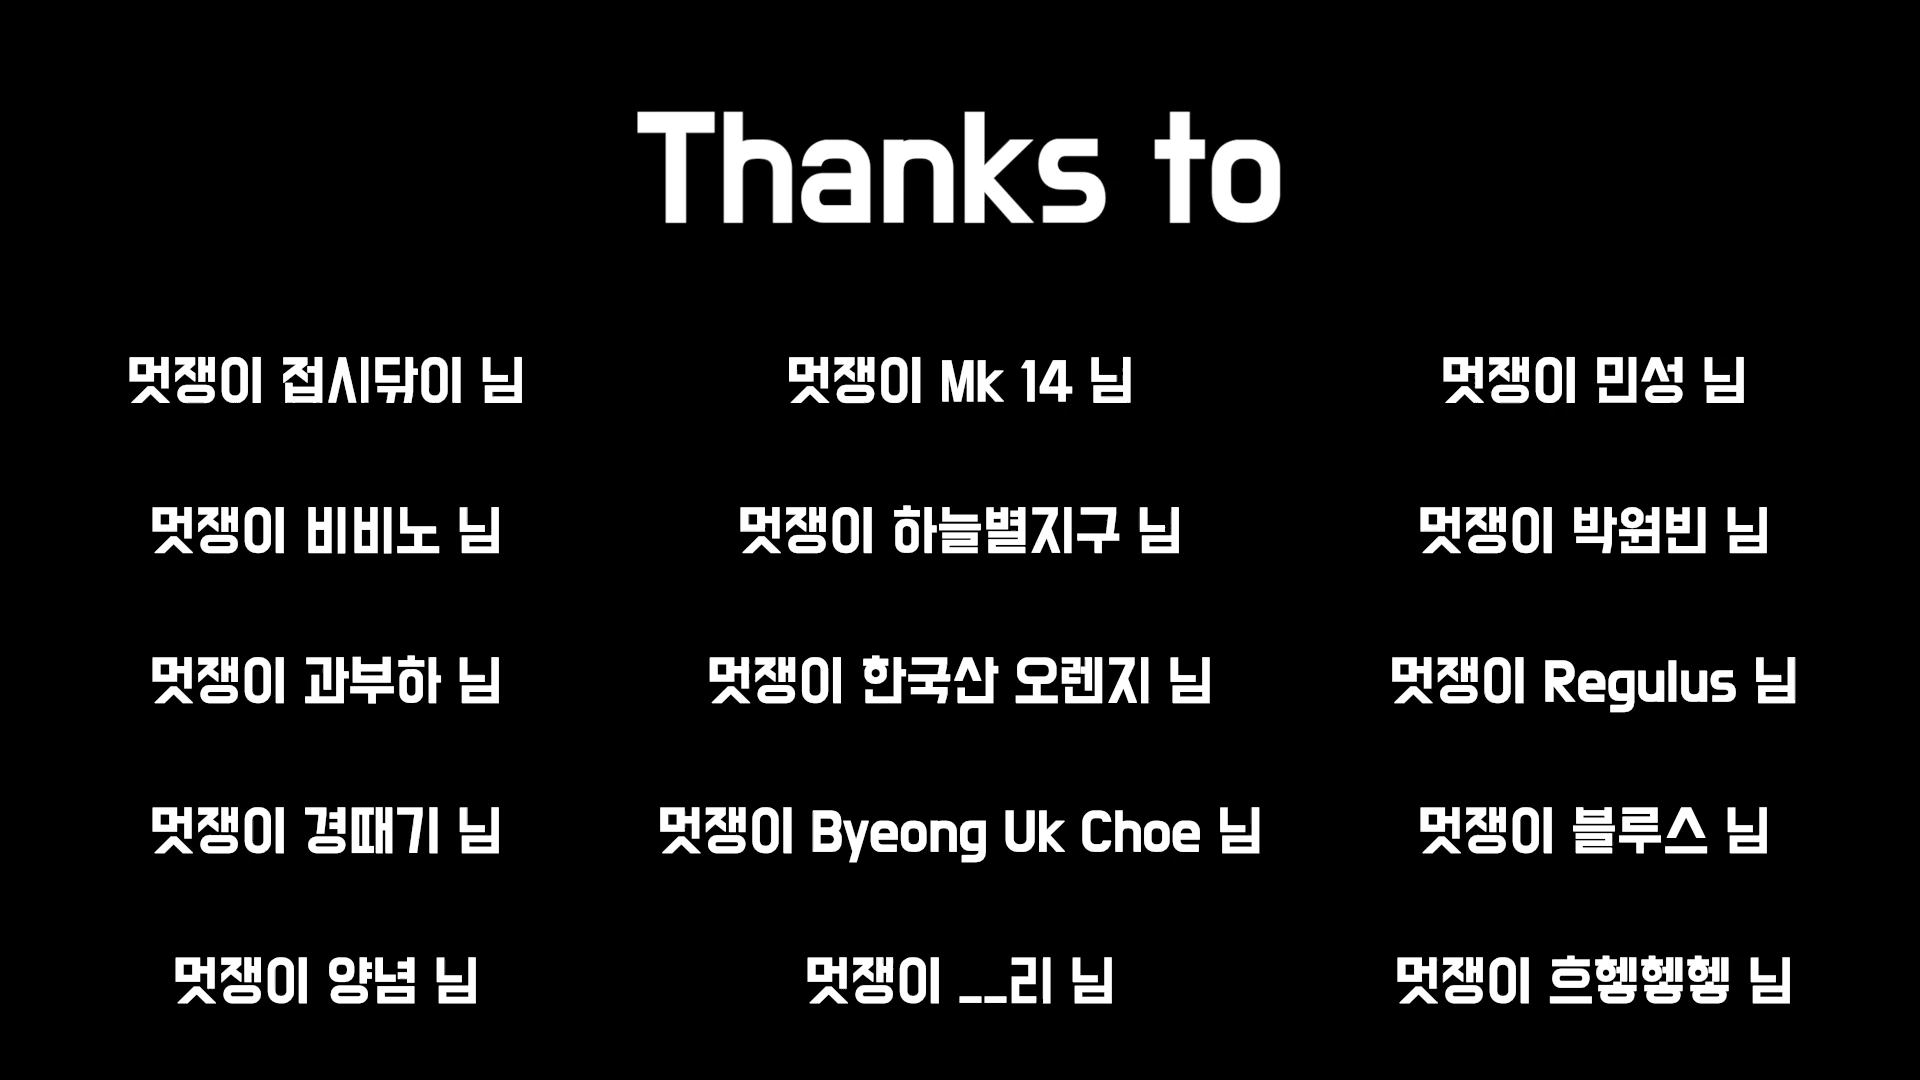 Thanks to
멋쟁이 접시닦이 님
멋쟁이 Mk 14 님
멋쟁이 민성 님
멋쟁이 비비노 님
멋쟁이 하늘별지구 님
멋쟁이 박원빈 님
멋쟁이 과부하 님
멋쟁이 한국산 오렌지 님
멋쟁이 Regulus 님
멋쟁이 경때기 님
멋쟁이 Byeong Uk Choe 님
멋쟁이 블루스 님
멋쟁이 양념 님
멋쟁이 __리 님
멋쟁이 흐헿헿헿 님